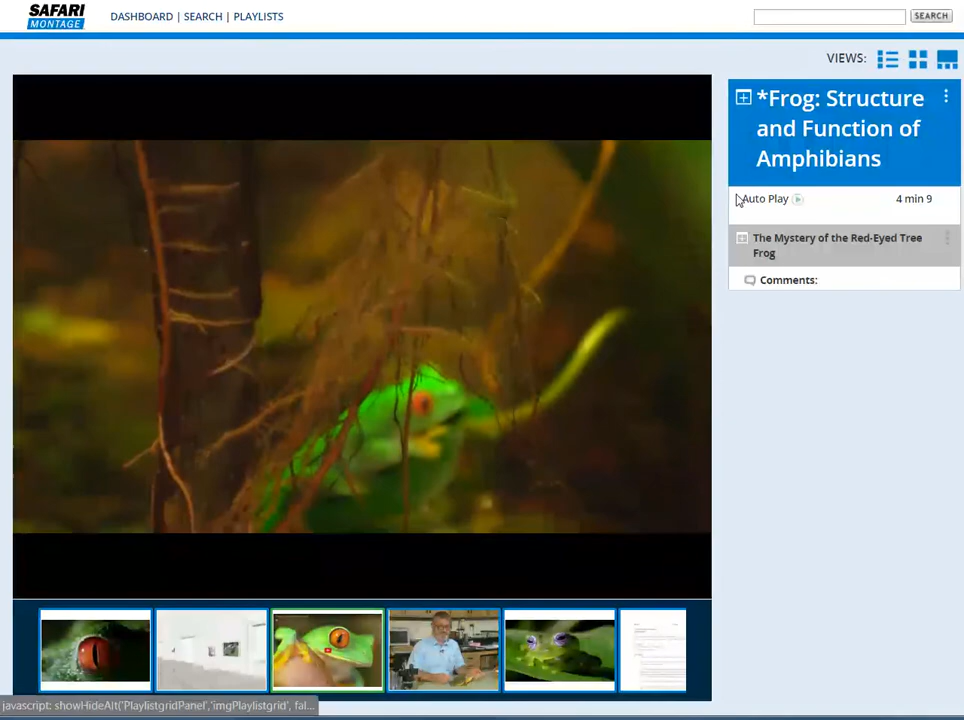 SAFARI
MONTAGE
DASHBOARD | SEARCH | PLAYLISTS
SEARCH
VIEWS:
*Frog: Structure
and Function of
Amphibians
Auto Play
4 min 9
The Mystery of the Red-Eyed Tree
Frog
Comments:
javascript: showHideAlt('PlaylistgridPanel','imgPlaylistgrid', fal...